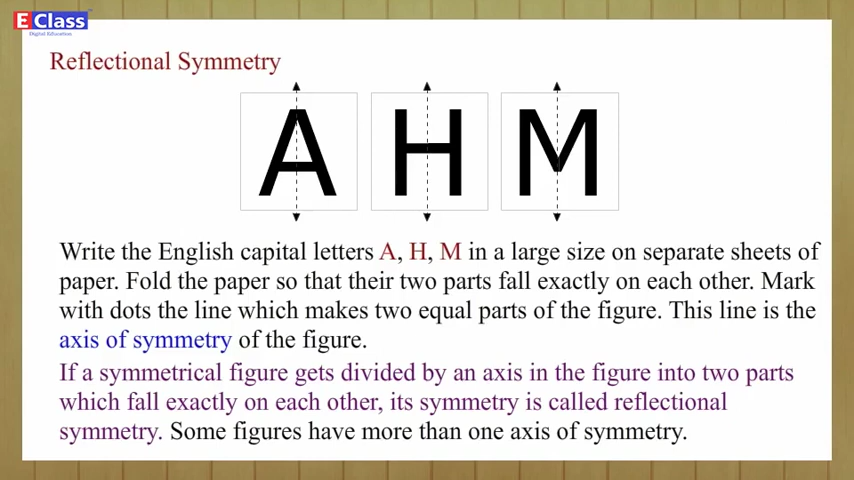 E Class
Digital Education
Reflectional Symmetry
A H M
Write the English capital letters A, H, M in a large size on separate sheets of
paper. Fold the paper so that their two parts fall exactly on each other. Mark
with dots the line which makes two equal parts of the figure. This line is the
axis of symmetry of the figure.
If a symmetrical figure gets divided by an axis in the figure into two parts
which fall exactly on each other, its symmetry is called reflectional
symmetry. Some figures have more than one axis of symmetry.